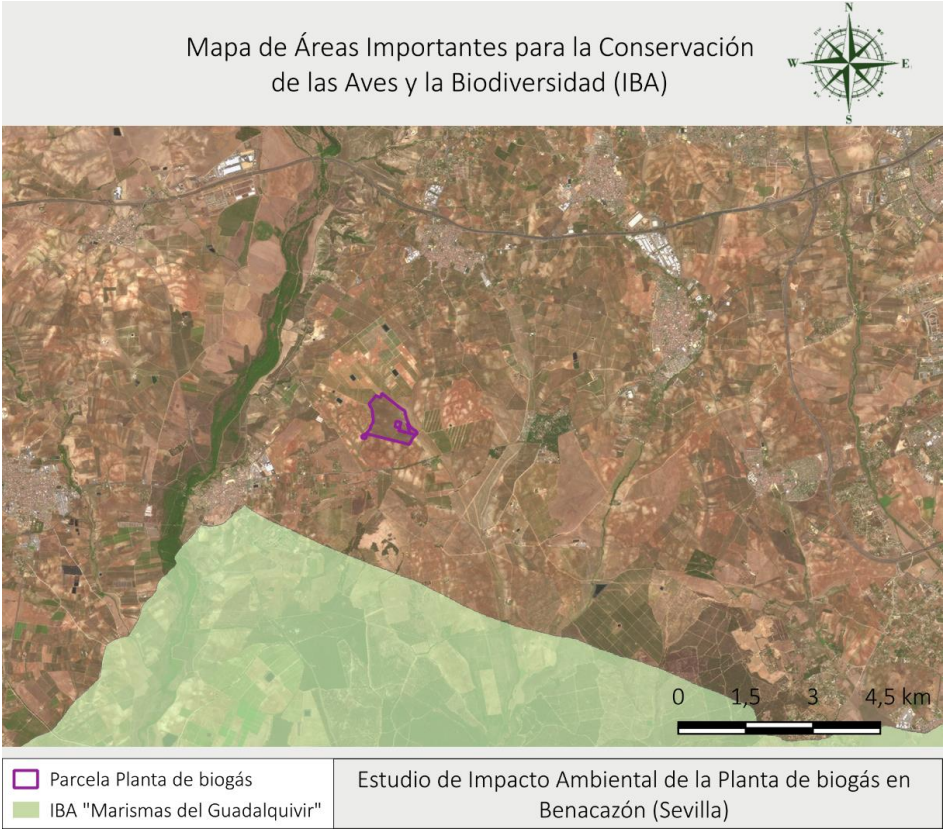 Mapa de Áreas Importantes para la Conservación
de las Aves y la Biodiversidad (IBA)
N
W
E
S
0 1,5 3 4,5 km
Parcela Planta de biogás
IBA "Marismas del Guadalquivir"
Estudio de Impacto Ambiental de la Planta de biogás en
Benacazón (Sevilla)